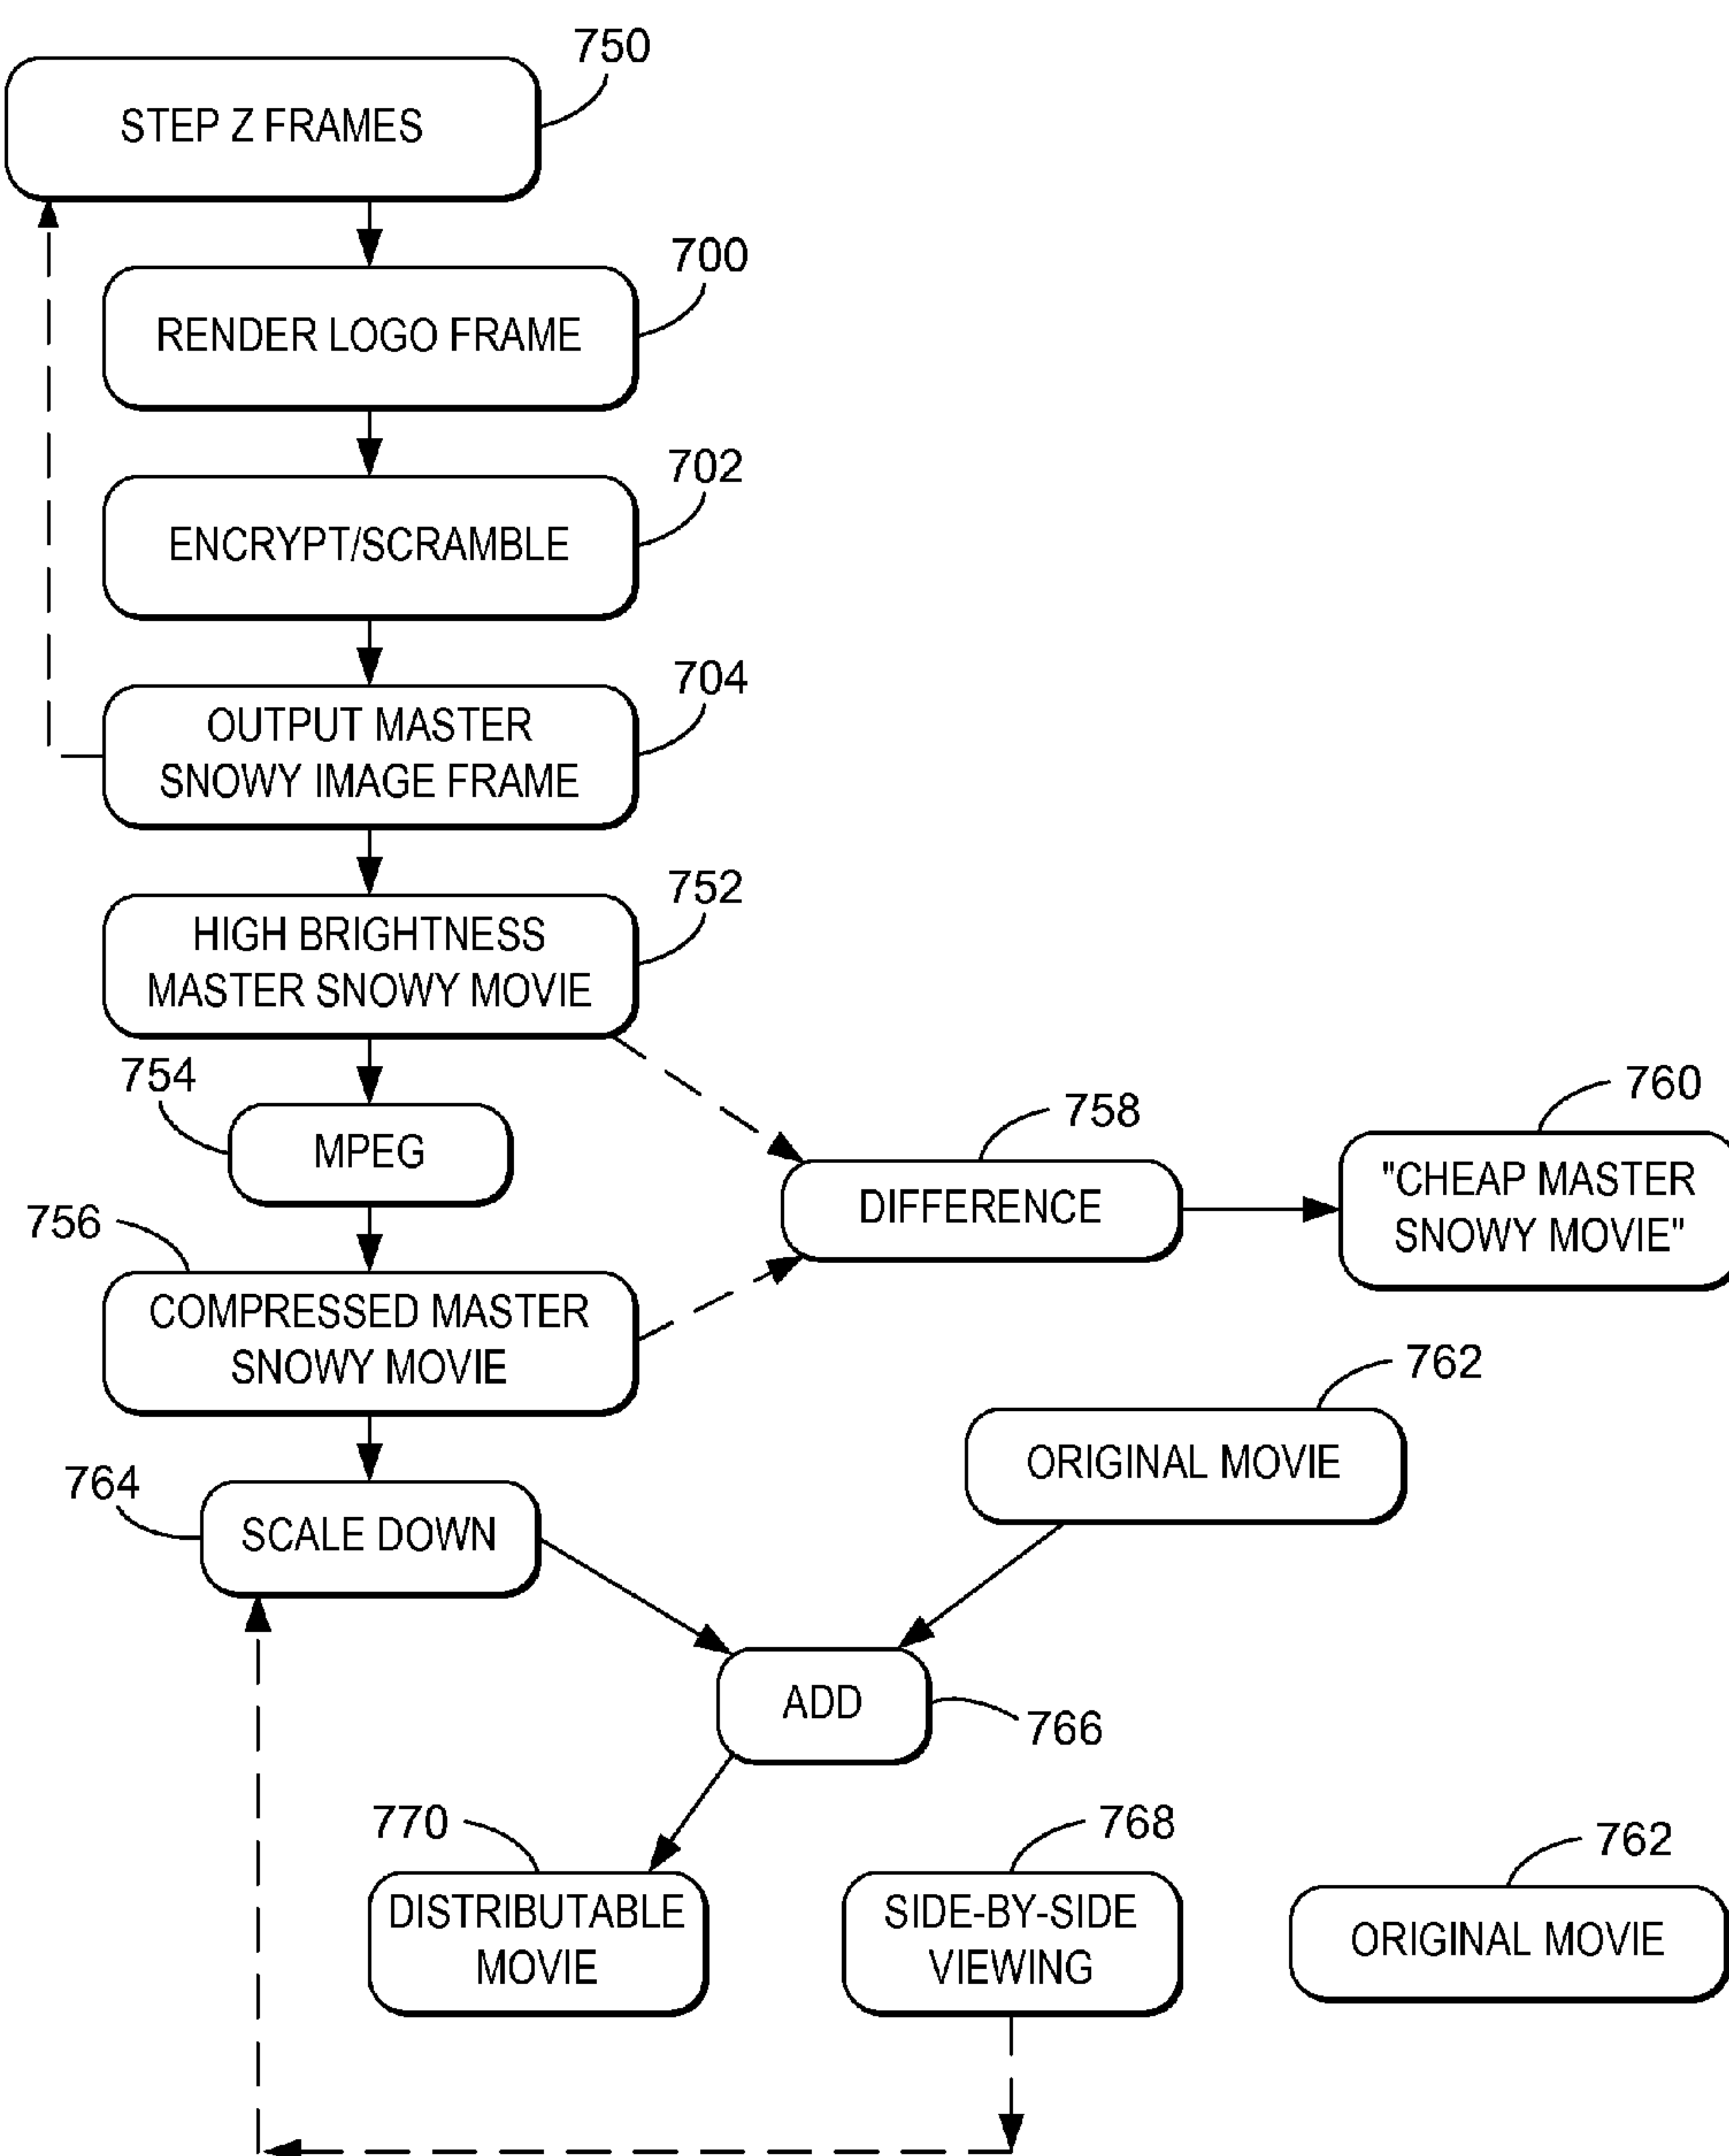 750
STEP Z FRAMES
700
RENDER LOGO FRAME
702
ENCRYPT/SCRAMBLE
704
OUTPUT MASTER
SNOWY IMAGE FRAME
752
HIGH BRIGHTNESS
MASTER SNOWY MOVIE
754
MPEG
758
DIFFERENCE
760
"CHEAP MASTER
SNOWY MOVIE"
756
COMPRESSED MASTER
SNOWY MOVIE
762
ORIGINAL MOVIE
764
SCALE DOWN
ADD
766
770
DISTRIBUTABLE
MOVIE
768
SIDE-BY-SIDE
VIEWING
762
ORIGINAL MOVIE